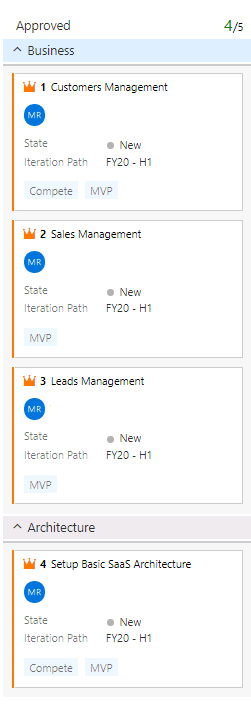 Approved 4/5
Business
1 Customers Management
MR
State New
Iteration Path FY20 - H1
Compete MVP
2 Sales Management
MR
State New
Iteration Path FY20 - H1
MVP
3 Leads Management
MR
State New
Iteration Path FY20 - H1
MVP
Architecture
4 Setup Basic SaaS Architecture
MR
State New
Iteration Path FY20 - H1
Compete MVP